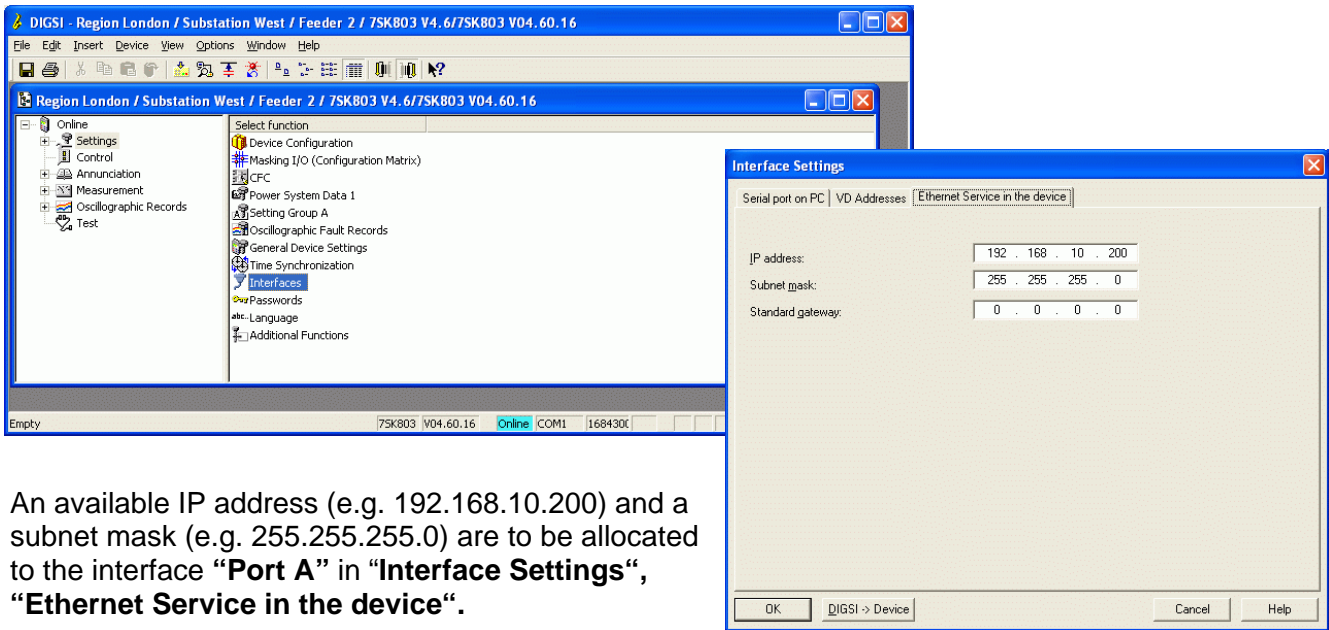 DIGSI - Region London / Substation West / Feeder 2 / 7SK803 V4.6/7SK803 V04.60.16
File Edit Insert Device View Options Window Help
Region London / Substation West / Feeder 2 / 7SK803 V4.6/7SK803 V04.60.16
Online
Settings
Control
Annunciation
Measurement
Oscillographic Records
Test
Select function
Device Configuration
Masking I/O (Configuration Matrix)
CFC
Power System Data 1
Setting Group A
Oscillographic Fault Records
General Device Settings
Time Synchronization
Interfaces
Passwords
abc.. Language
Additional Functions
Empty 7SK803 V04.60.16 Online COM1 1684300
Interface Settings
Serial port on PC VD Addresses Ethernet Service in the device
IP address: 192 . 168 . 10 . 200
Subnet mask: 255 . 255 . 255 . 0
Standard gateway: 0 . 0 . 0 . 0
OK DIGSI -> Device Cancel Help
An available IP address (e.g. 192.168.10.200) and a
subnet mask (e.g. 255.255.255.0) are to be allocated
to the interface “Port A” in “Interface Settings“,
“Ethernet Service in the device“.